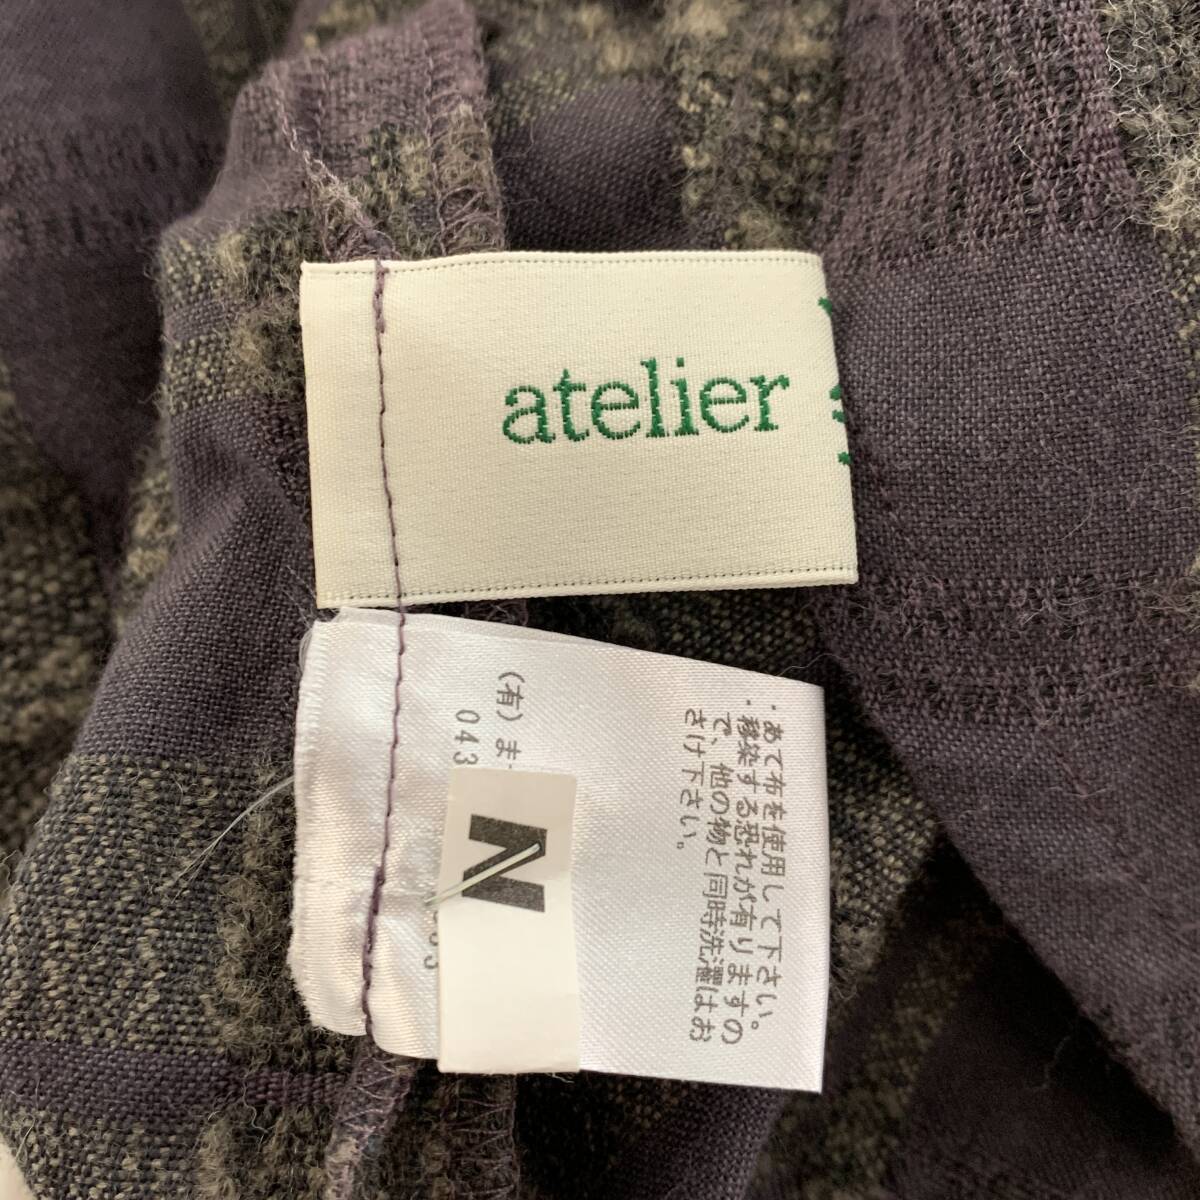 atelier
・あて布を使用して下さい。
・移染する恐れが有りますの
で、他の物と同時洗濯はお
さけ下さい。
(有)ま
043
N